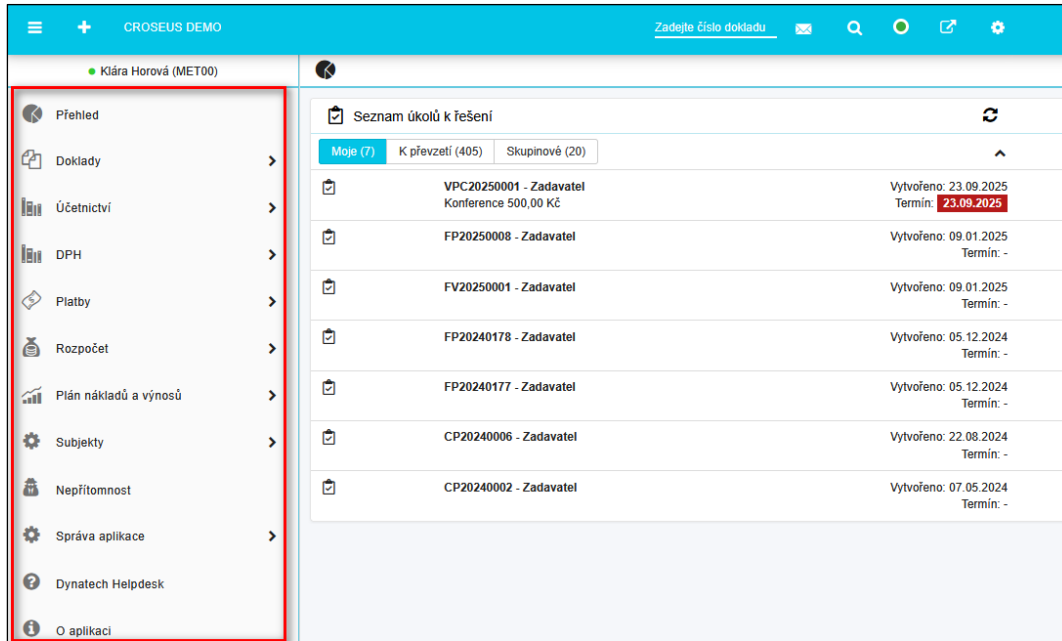 CROSEUS DEMO
Zadejte číslo dokladu
Klára Horová (MET00)
Přehled
Doklady
Účetnictví
DPH
Platby
Rozpočet
Plán nákladů a výnosů
Subjekty
Nepřítomnost
Správa aplikace
Dynatech Helpdesk
O aplikaci
Seznam úkolů k řešení
Moje (7) K převzetí (405) Skupinové (20)
VPC20250001 - Zadavatel Vytvořeno: 23.09.2025
Konference 500,00 Kč Termín: 23.09.2025
FP20250008 - Zadavatel Vytvořeno: 09.01.2025
Termín: -
FV20250001 - Zadavatel Vytvořeno: 09.01.2025
Termín: -
FP20240178 - Zadavatel Vytvořeno: 05.12.2024
Termín: -
FP20240177 - Zadavatel Vytvořeno: 05.12.2024
Termín: -
CP20240006 - Zadavatel Vytvořeno: 22.08.2024
Termín: -
CP20240002 - Zadavatel Vytvořeno: 07.05.2024
Termín: -